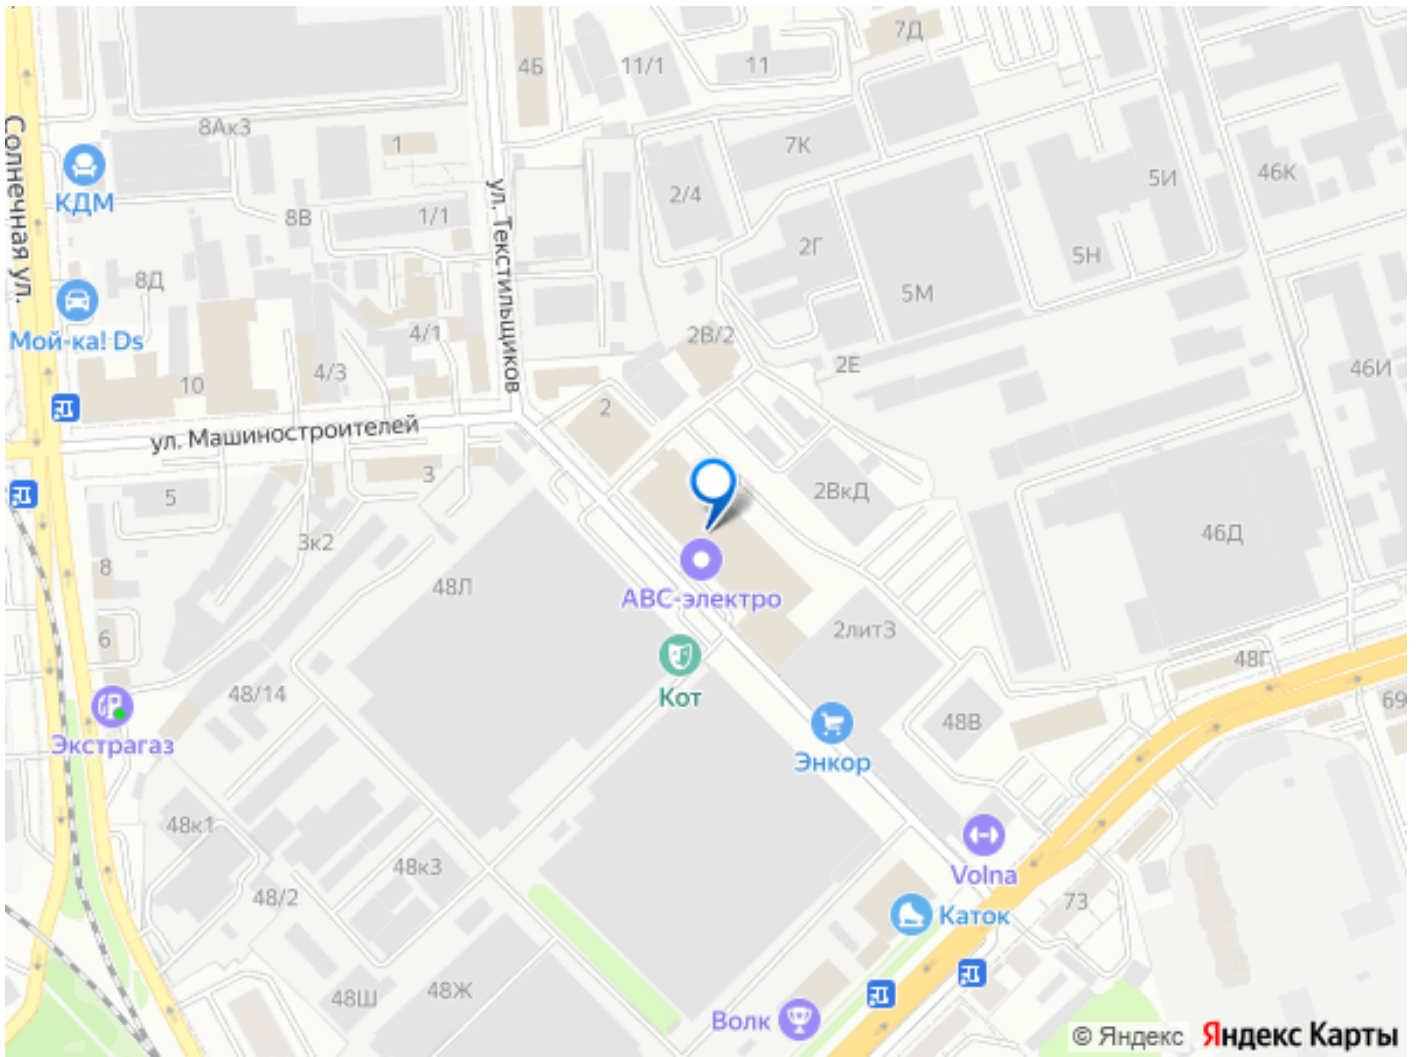 7Д
4Б
11/1
11
8Ак3
1
7К
Солнечная ул.
КДМ
ул. Текстильщиков
2/4
5И
46К
8В
1/1
2Г
5Н
8Д
5М
Мой-ка! Ds
4/1
2В/2
2Е
4/3
10
46И
2
ул. Машиностроителей
3
5
2ВкД
46Д
3к2
8
48Л
АВС-электро
6
2литЗ
48Г
Кот
48/14
48В
69
Экстрагаз
Энкор
48к1
48к3
Volna
48/2
73
Каток
48Ш
48Ж
Волк
© Яндекс Яндекс Карты